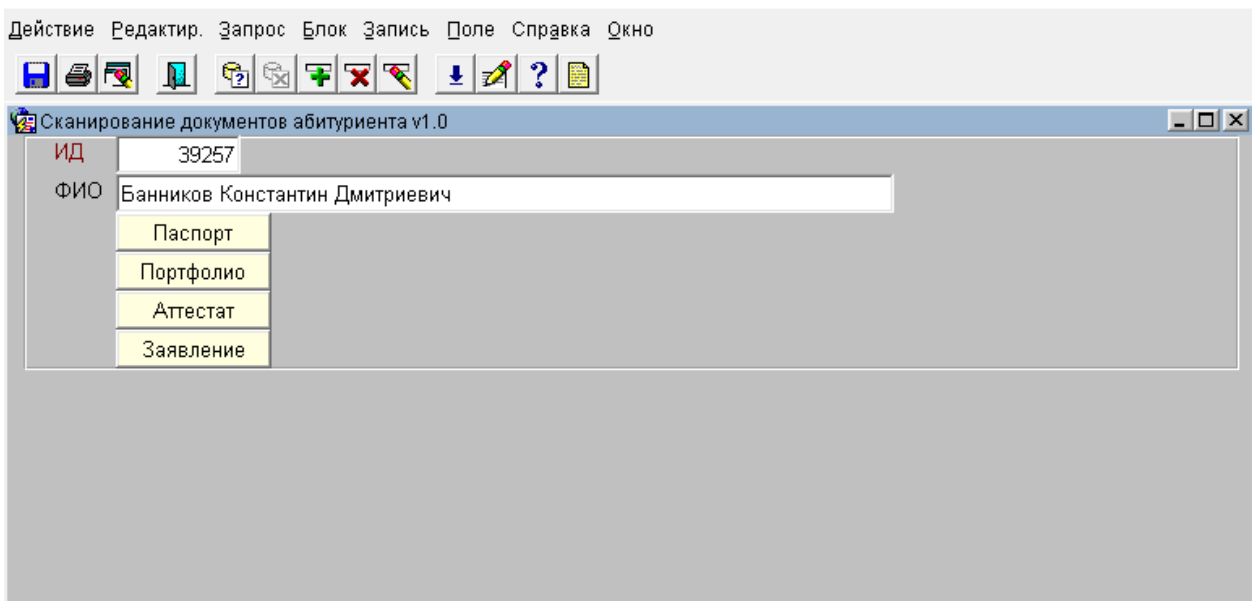 Действие Редактир. Запрос Блок Запись Поле Справка Окно
Сканирование документов абитуриента v1.0
ИД 39257
ФИО Банников Константин Дмитриевич
Паспорт
Портфолио
Аттестат
Заявление